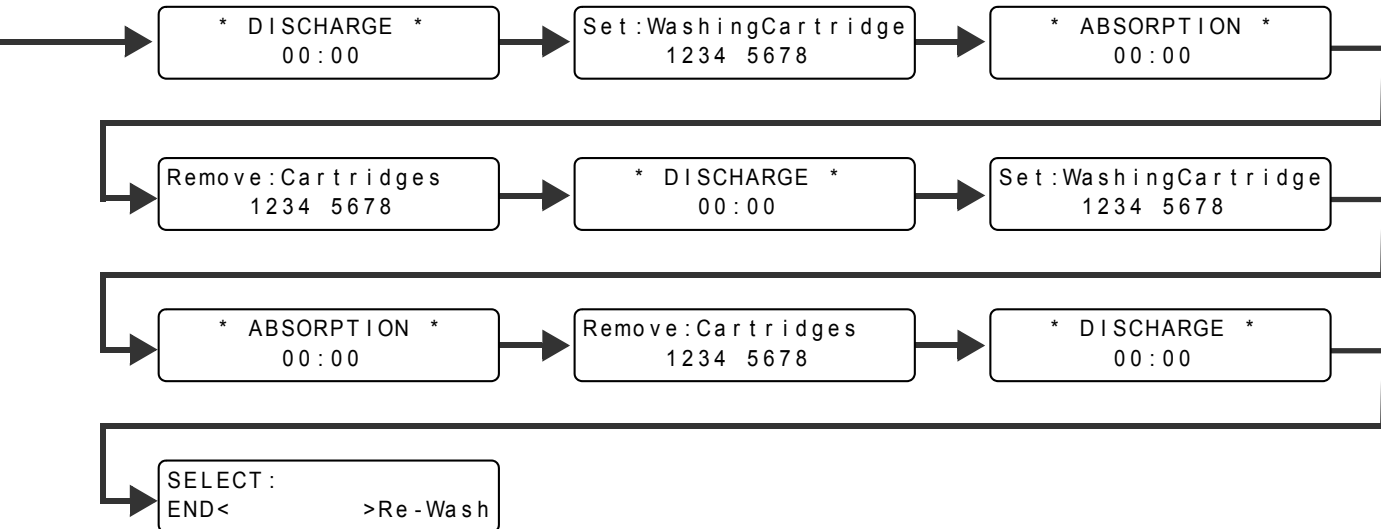 * DISCHARGE *
00:00
Set:WashingCartridge
1234 5678
* ABSORPTION *
00:00
Remove:Cartridges
1234 5678
* DISCHARGE *
00:00
Set:WashingCartridge
1234 5678
* ABSORPTION *
00:00
Remove:Cartridges
1234 5678
* DISCHARGE *
00:00
SELECT:
END< >Re-Wash